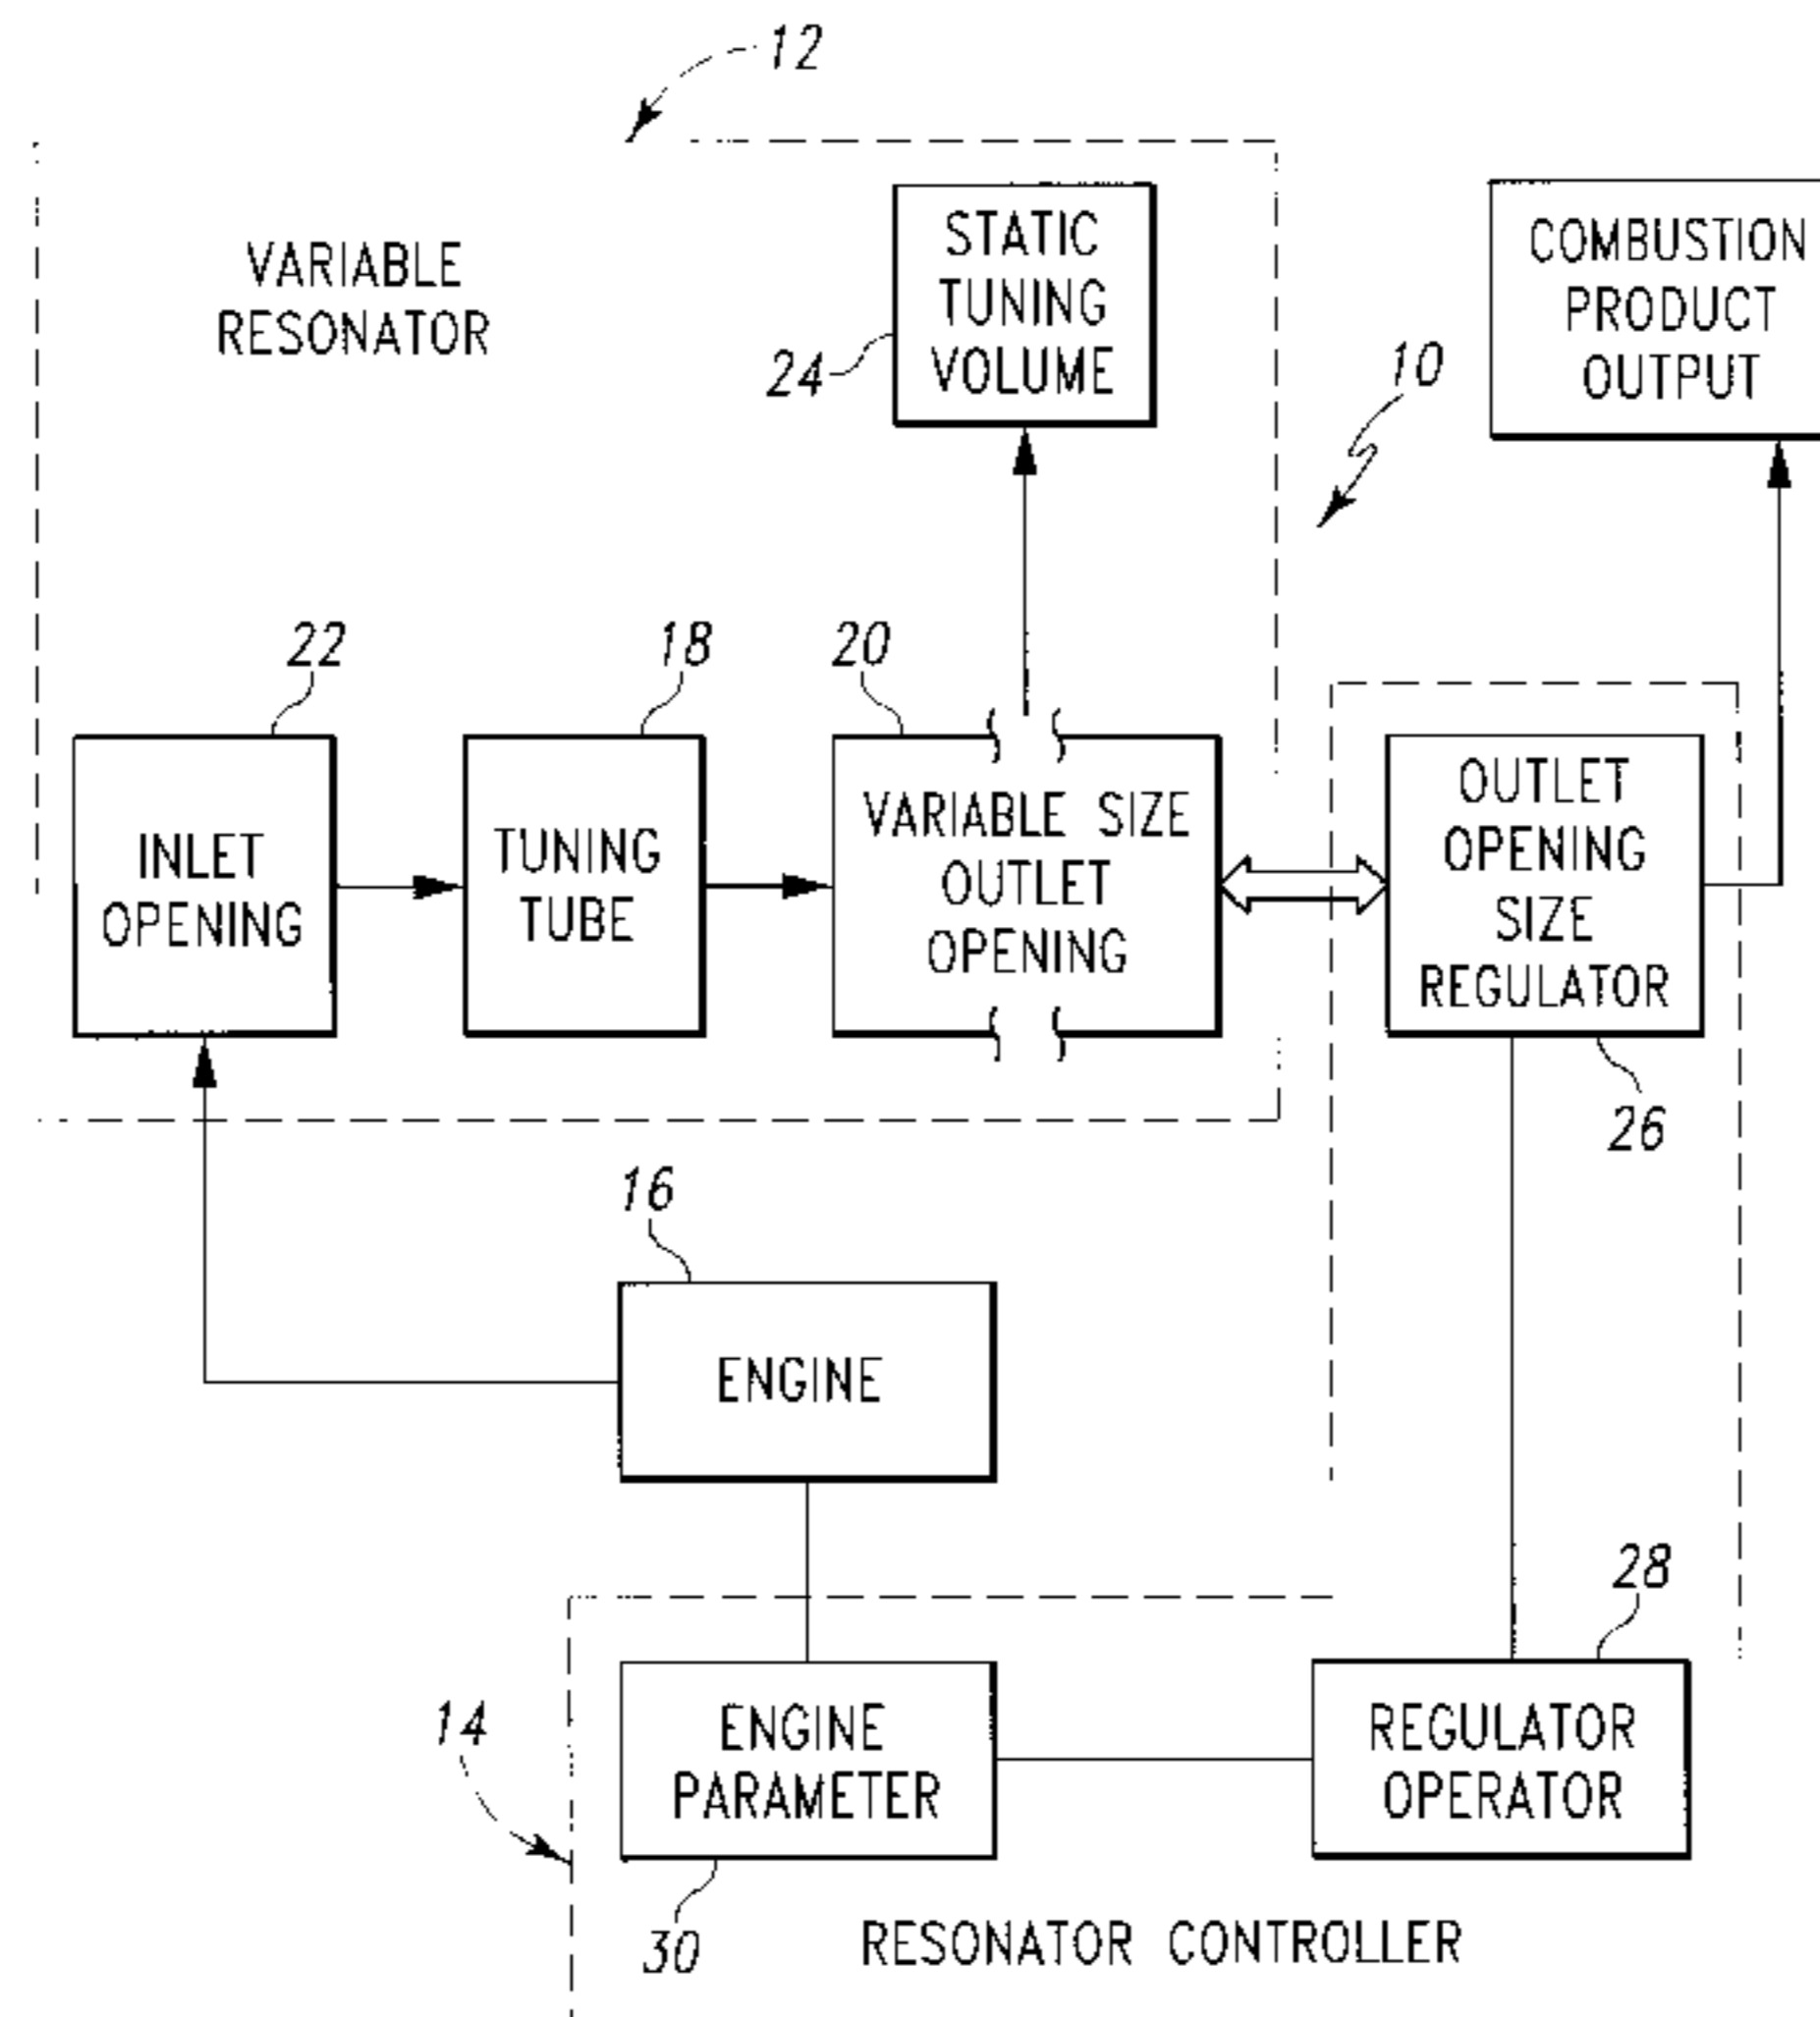 12
VARIABLE
RESONATOR
STATIC
TUNING
VOLUME
24
COMBUSTION
PRODUCT
OUTPUT
10
22
18
20
INLET
OPENING
TUNING
TUBE
VARIABLE SIZE
OUTLET
OPENING
OUTLET
OPENING
SIZE
REGULATOR
26
16
ENGINE
28
14
ENGINE
PARAMETER
REGULATOR
OPERATOR
30
RESONATOR CONTROLLER